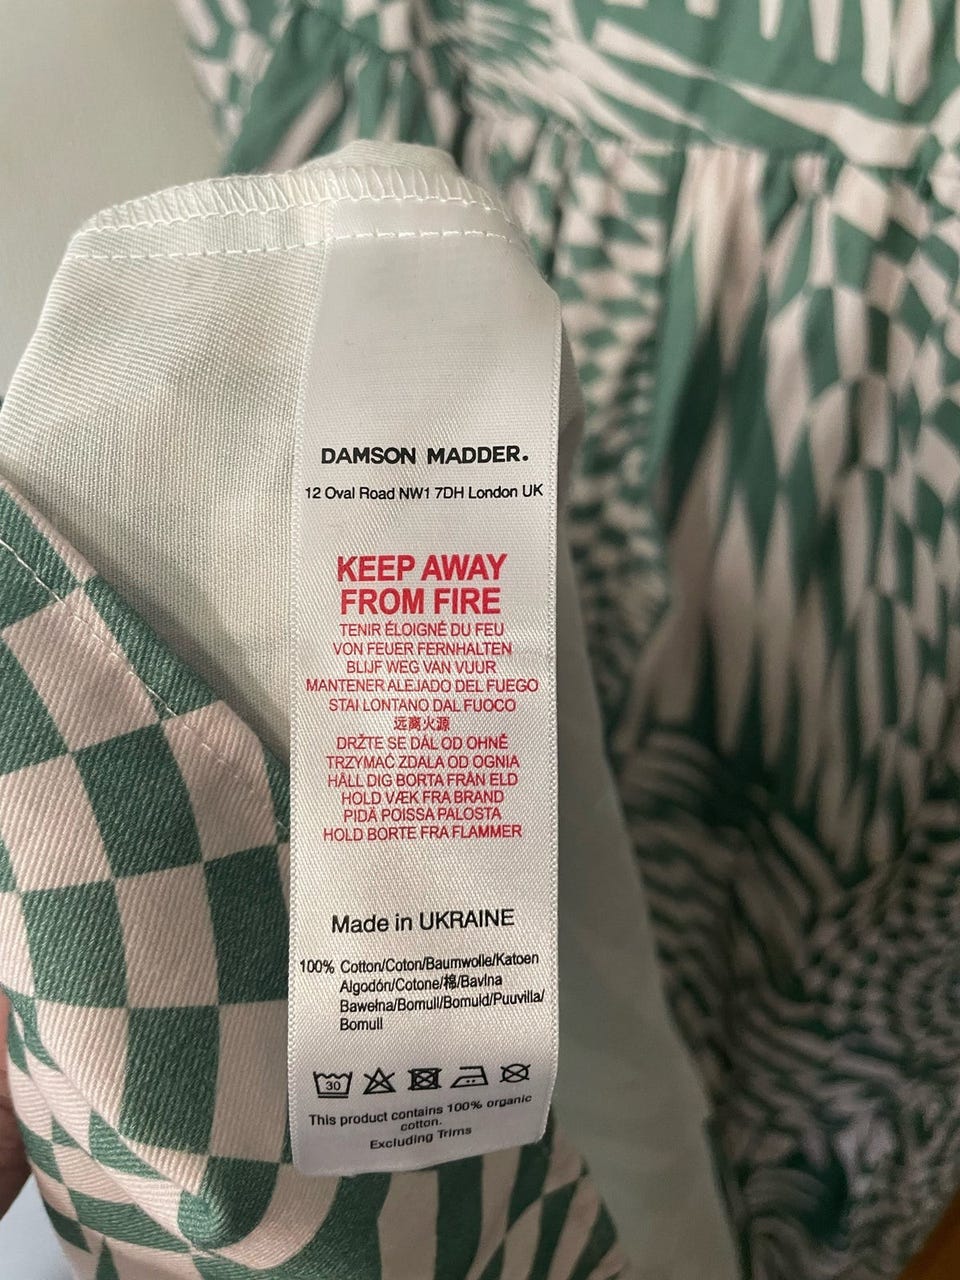 DAMSON MADDER.
12 Oval Road NW1 7DH London UK
KEEP AWAY
FROM FIRE
TENIR ÉLOIGNÉ DU FEU
VON FEUER FERNHALTEN
BLIJF WEG VAN VUUR
MANTENER ALEJADO DEL FUEGO
STAI LONTANO DAL FUOCO
远离火源
DRŽTE SE DÁL OD OHNĚ
TRZYMAĆ ZDALA OD OGNIA
HÅLL DIG BORTA FRÅN ELD
HOLD VÆK FRA BRAND
PIDÄ POISSA PALOSTA
HOLD BORTE FRA FLAMMER
Made in UKRAINE
100% Cotton/Coton/Baumwolle/Katoen
Algodón/Cotone/棉/Bavlna
Bawełna/Bomull/Bomuld/Puuvilla/
Bomull
30
This product contains 100% organic
cotton.
Excluding Trims